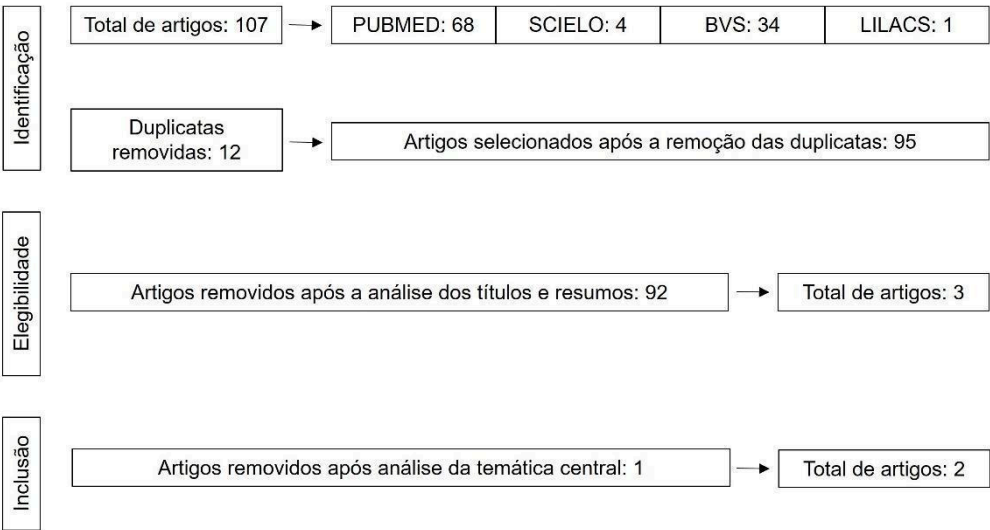 Identificação
Total de artigos: 107
PUBMED: 68
SCIELO: 4
BVS: 34
LILACS: 1
Duplicatas
removidas: 12
Artigos selecionados após a remoção das duplicatas: 95
Elegibilidade
Artigos removidos após a análise dos títulos e resumos: 92
Total de artigos: 3
Inclusão
Artigos removidos após análise da temática central: 1
Total de artigos: 2